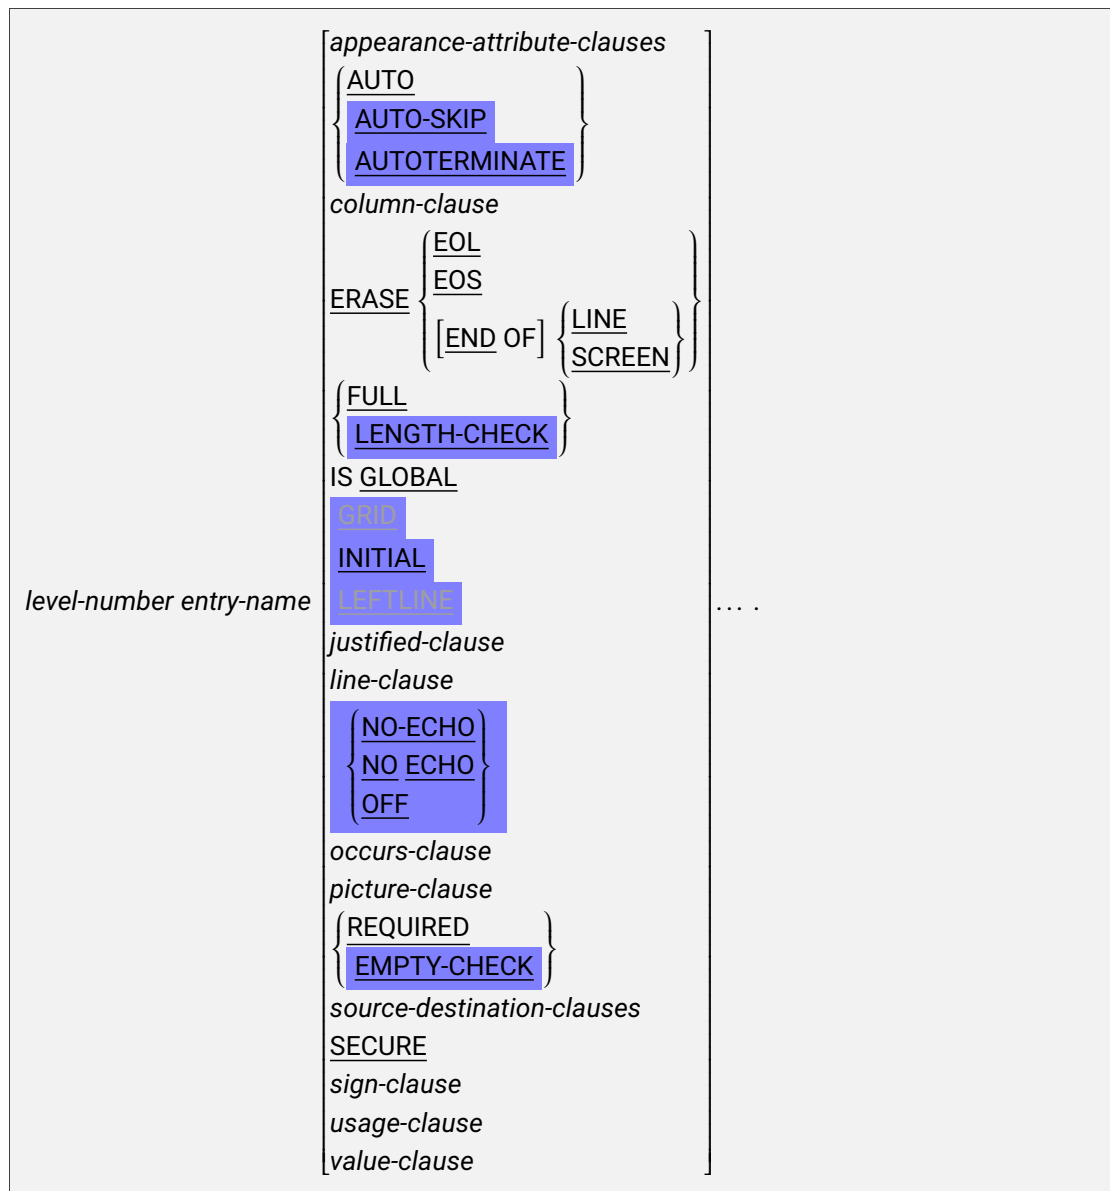 appearance-attribute-clauses
AUTO
AUTO-SKIP
AUTOTERMINATE
column-clause
ERASE
EOL
EOS
[END OF]
LINE
SCREEN
FULL
LENGTH-CHECK
IS GLOBAL
GRID
INITIAL
level-number entry-name
LEFTLINE
... .
justified-clause
line-clause
NO-ECHO
NO ECHO
OFF
occurs-clause
picture-clause
REQUIRED
EMPTY-CHECK
source-destination-clauses
SECURE
sign-clause
usage-clause
value-clause